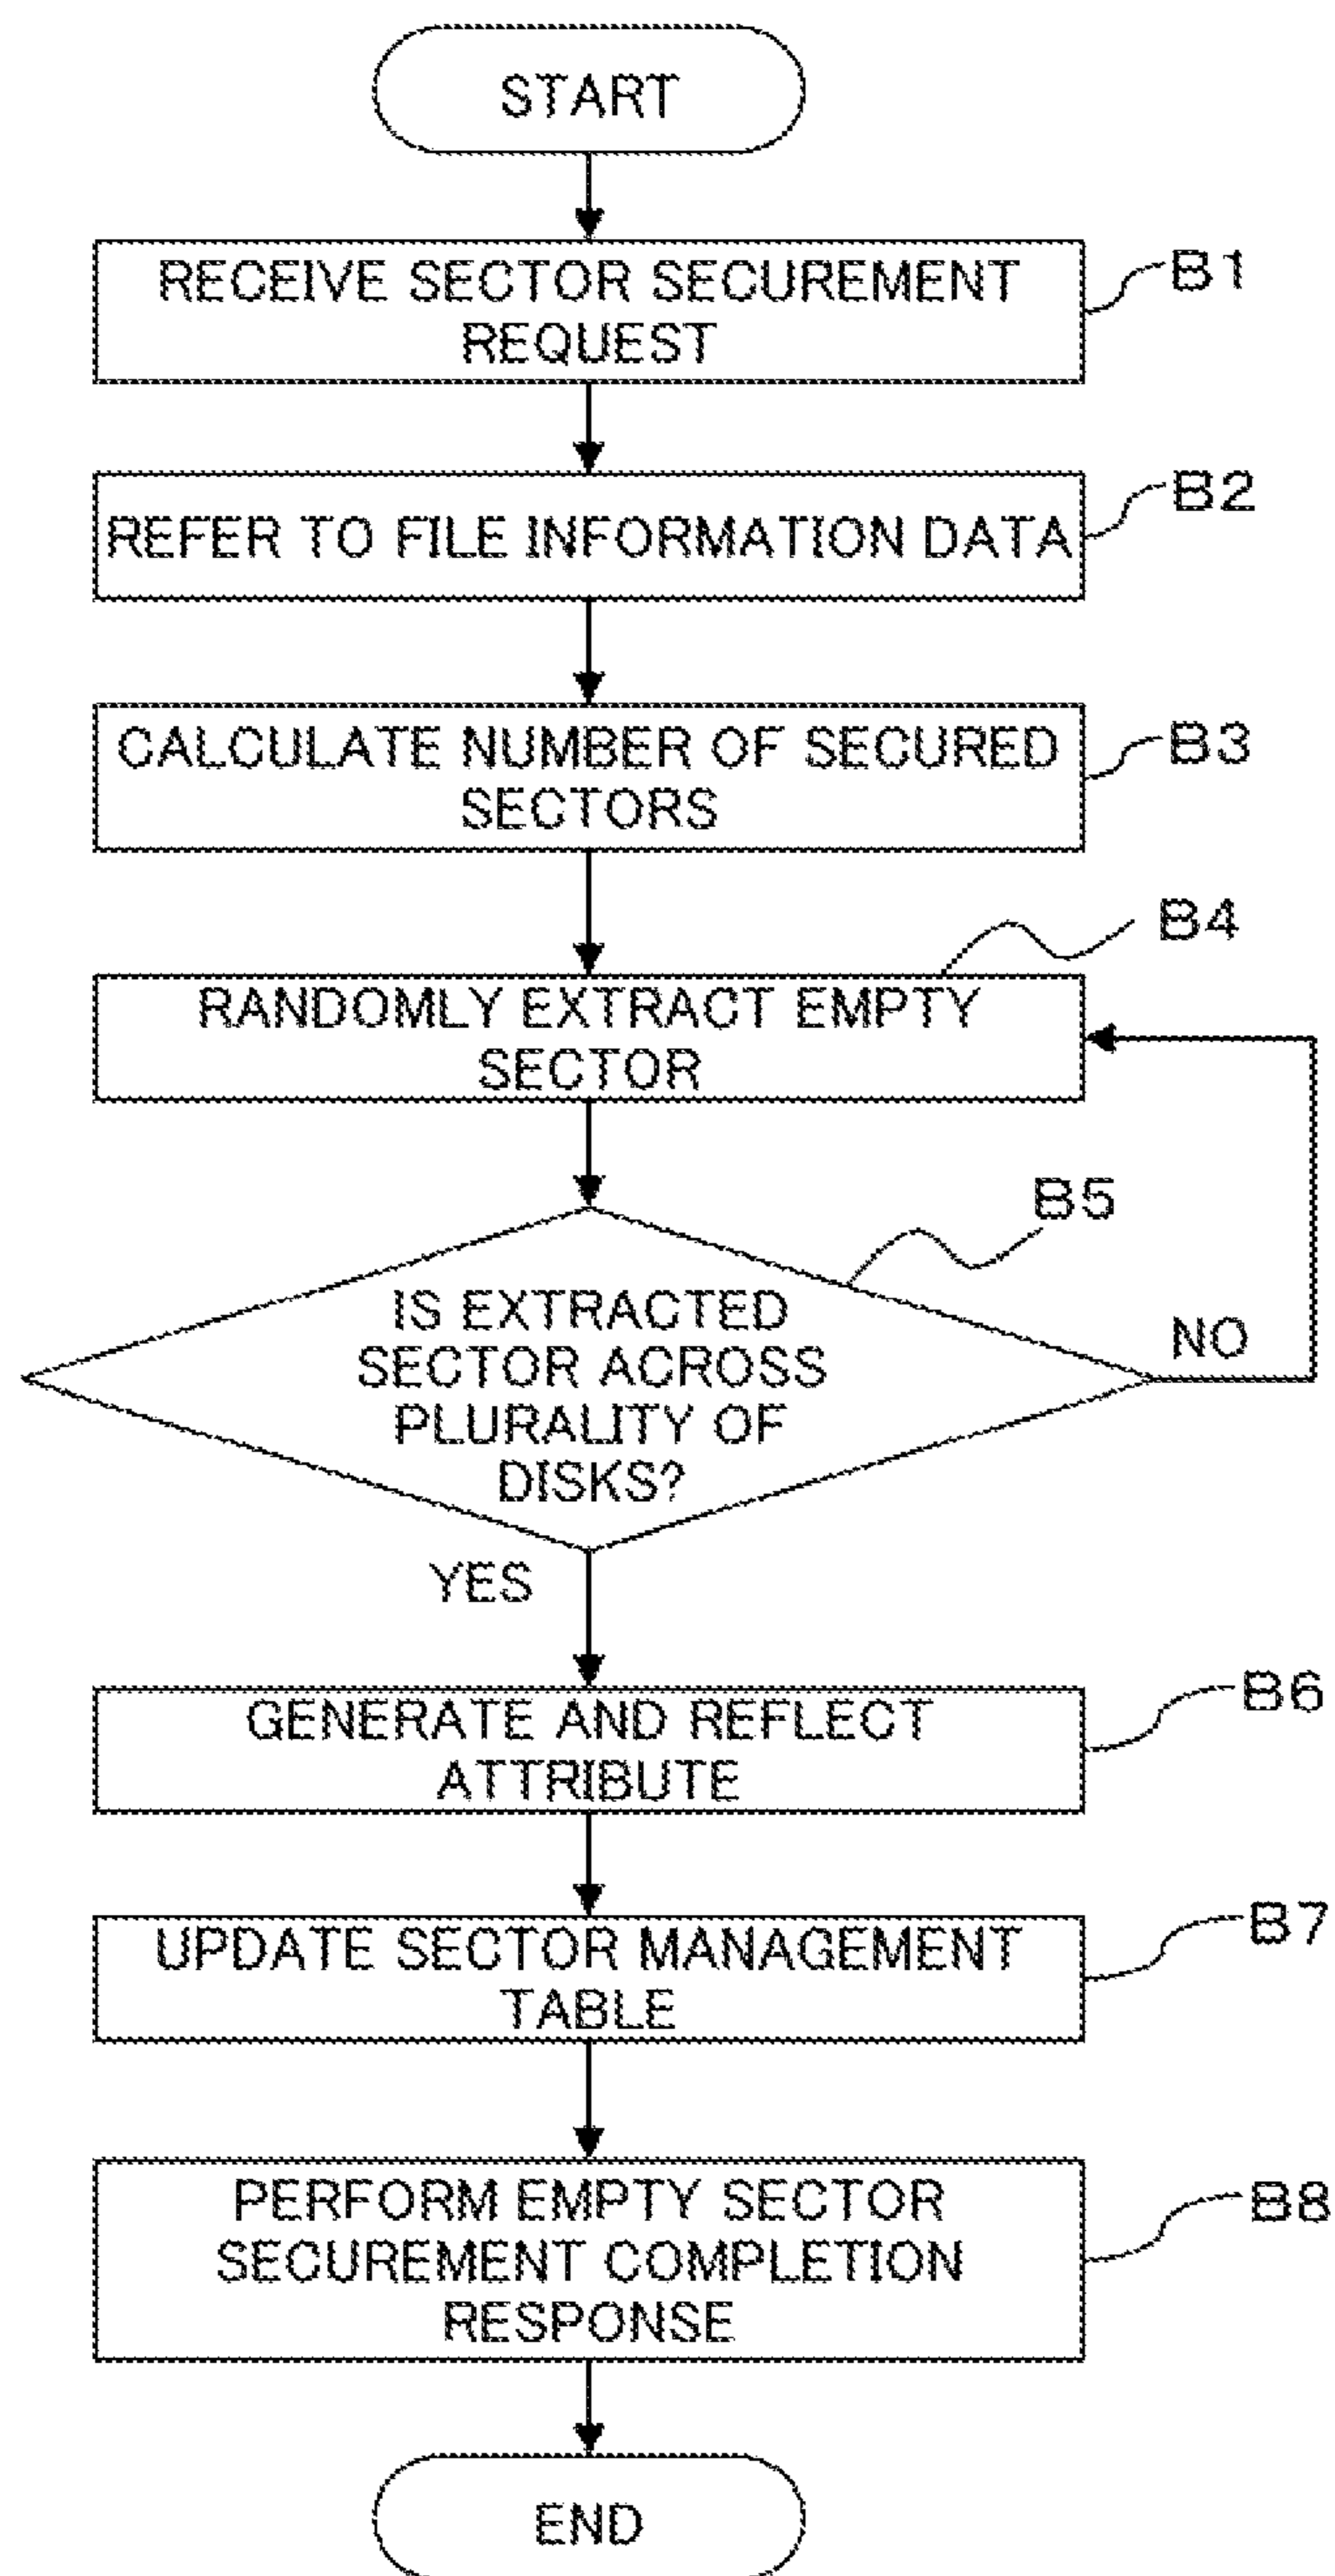 START
RECEIVE SECTOR SECUREMENT
REQUEST
B1
REFER TO FILE INFORMATION DATA
B2
CALCULATE NUMBER OF SECURED
SECTORS
B3
B4
RANDOMLY EXTRACT EMPTY
SECTOR
B5
IS EXTRACTED
SECTOR ACROSS
PLURALITY OF
DISKS?
NO
YES
GENERATE AND REFLECT
ATTRIBUTE
B6
UPDATE SECTOR MANAGEMENT
TABLE
B7
PERFORM EMPTY SECTOR
SECUREMENT COMPLETION
RESPONSE
B8
END